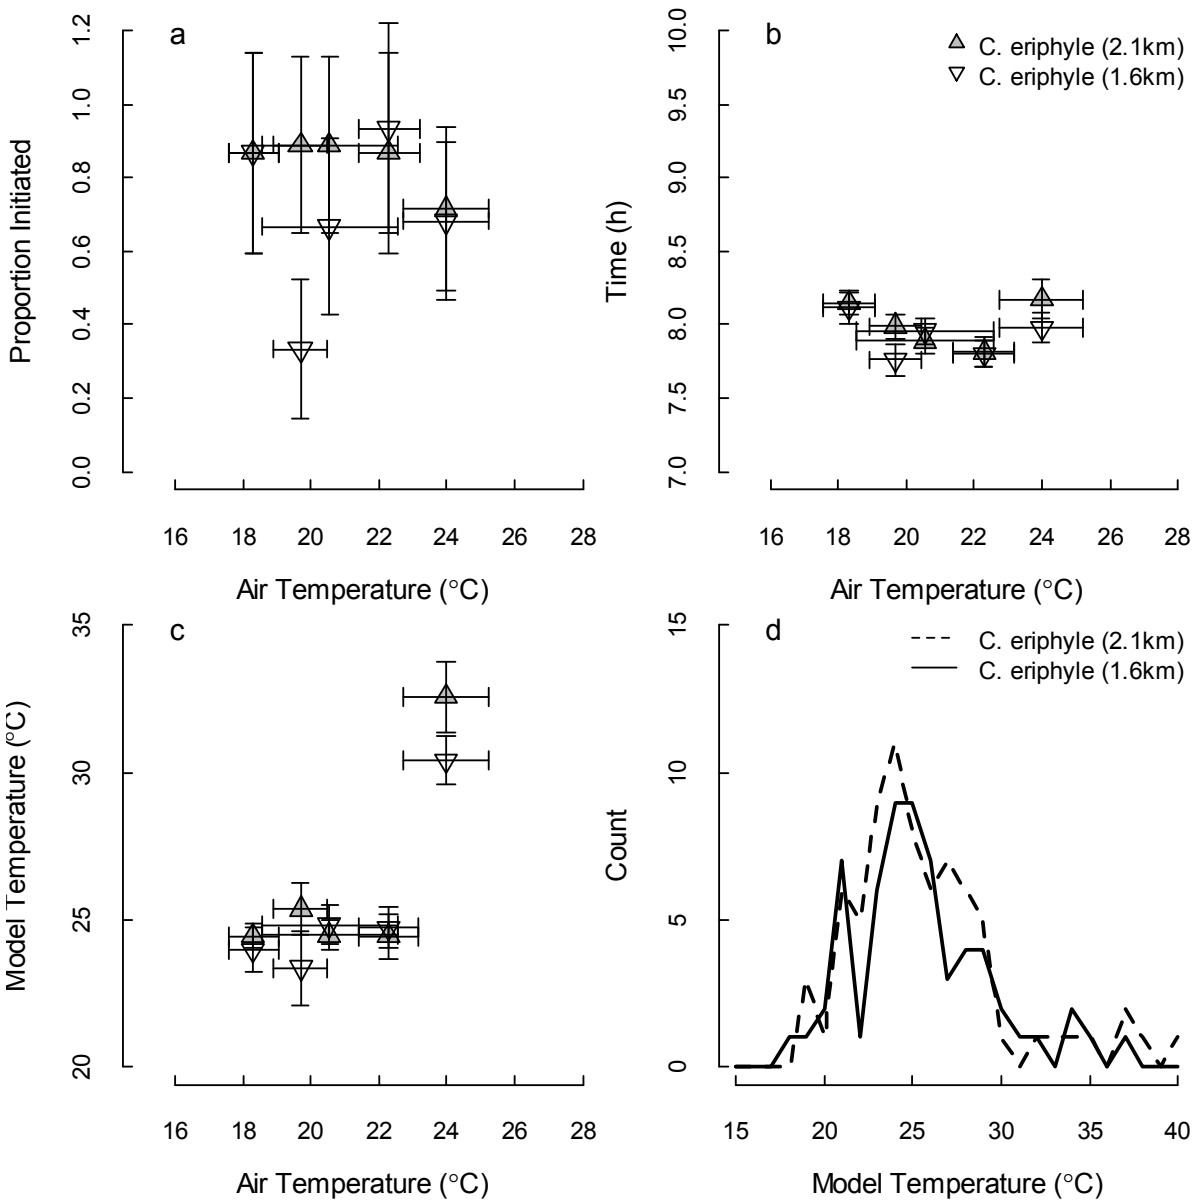 a
Proportion Initiated
0.0 0.2 0.4 0.6 0.8 1.0 1.2
16 18 20 22 24 26 28
Air Temperature (°C)
b
C. eriphyle (2.1km)
C. eriphyle (1.6km)
Time (h)
7.0 7.5 8.0 8.5 9.0 9.5 10.0
16 18 20 22 24 26 28
Air Temperature (°C)
c
Model Temperature (°C)
20 25 30 35
16 18 20 22 24 26 28
Air Temperature (°C)
d
C. eriphyle (2.1km)
C. eriphyle (1.6km)
Count
0 5 10 15
15 20 25 30 35 40
Model Temperature (°C)